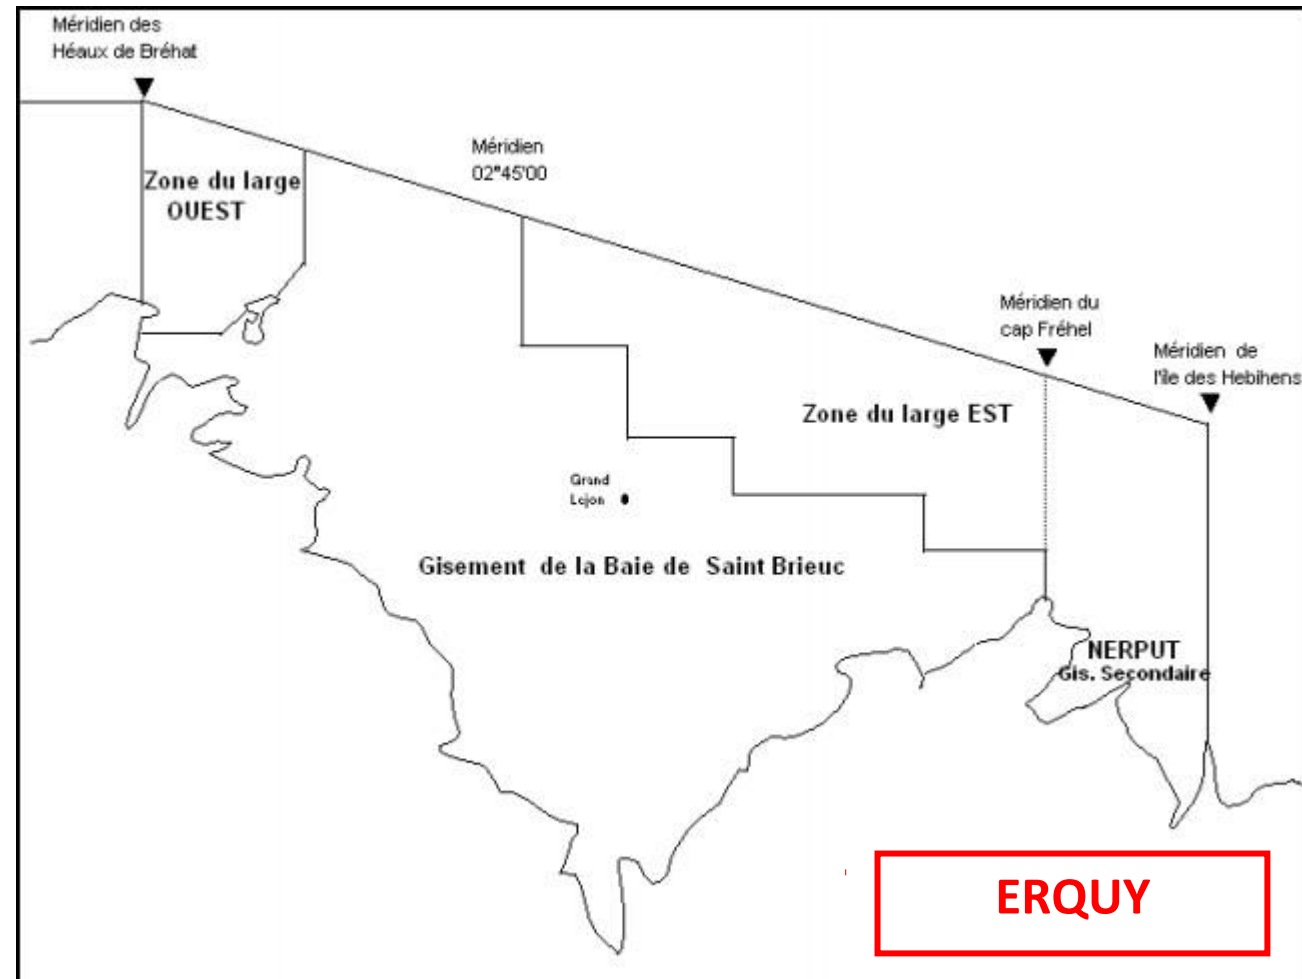 Méridien des
Héaux de Bréhat
Méridien
02°45'00
Zone du large
OUEST
Méridien du
cap Fréhel
Méridien de
l'île des Hebihens
Zone du large EST
Grand
Lejon
Gisement de la Baie de Saint Brieuc
NERPUT
Gis. Secondaire
ERQUY